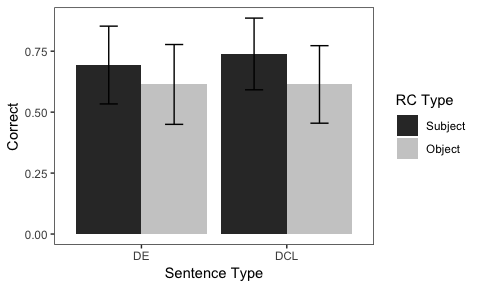 Correct
0.75
0.50
0.25
0.00
DE
DCL
Sentence Type
RC Type
Subject
Object